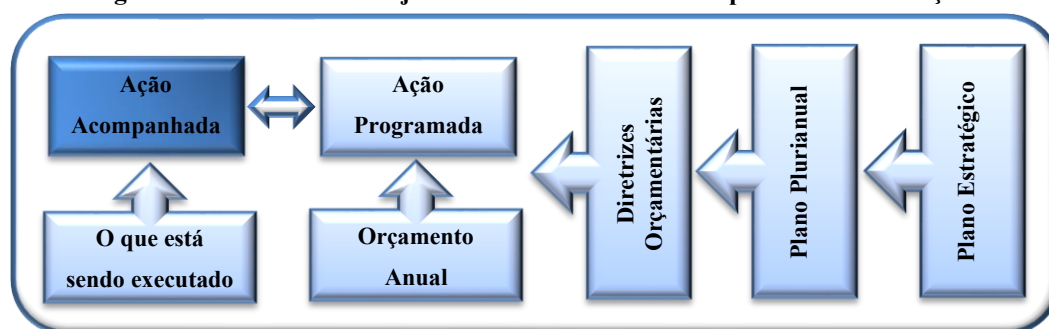 Ação
Acompanhada
Ação
Programada
O que está
sendo executado
Orçamento
Anual
Diretrizes
Orçamentárias
Plano Plurianual
Plano Estratégico